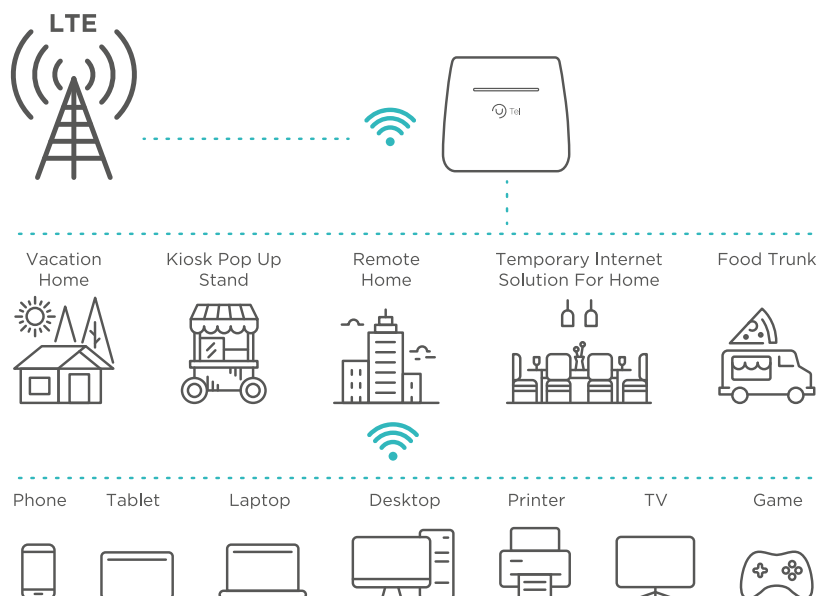 LTE
Tel
Vacation
Home
Kiosk Pop Up
Stand
Remote
Home
Temporary Internet
Solution For Home
Food Trunk
Phone
Tablet
Laptop
Desktop
Printer
TV
Game